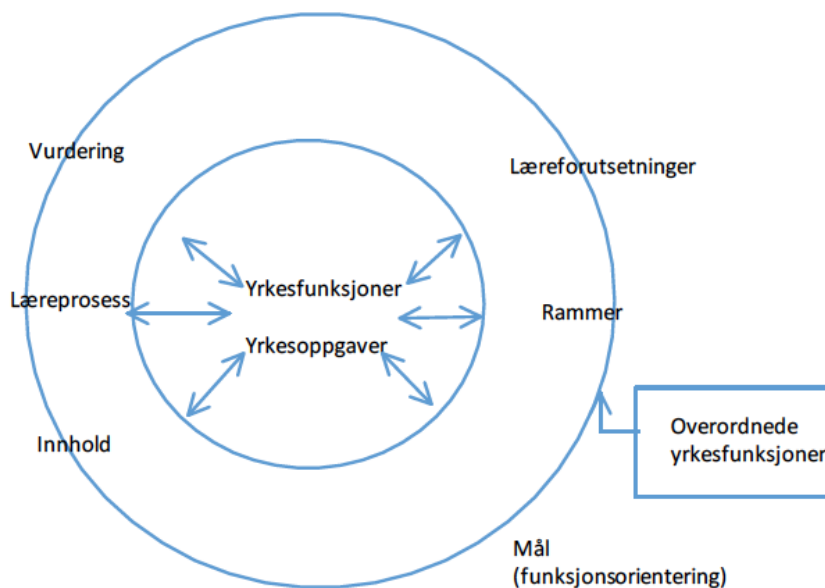 Vurdering
Læreforutsetninger
Yrkesfunksjoner
Læreprosess
Rammer
Yrkesoppgaver
Innhold
Overordnede
yrkesfunksjoner
Mål
(funksjonsorientering)